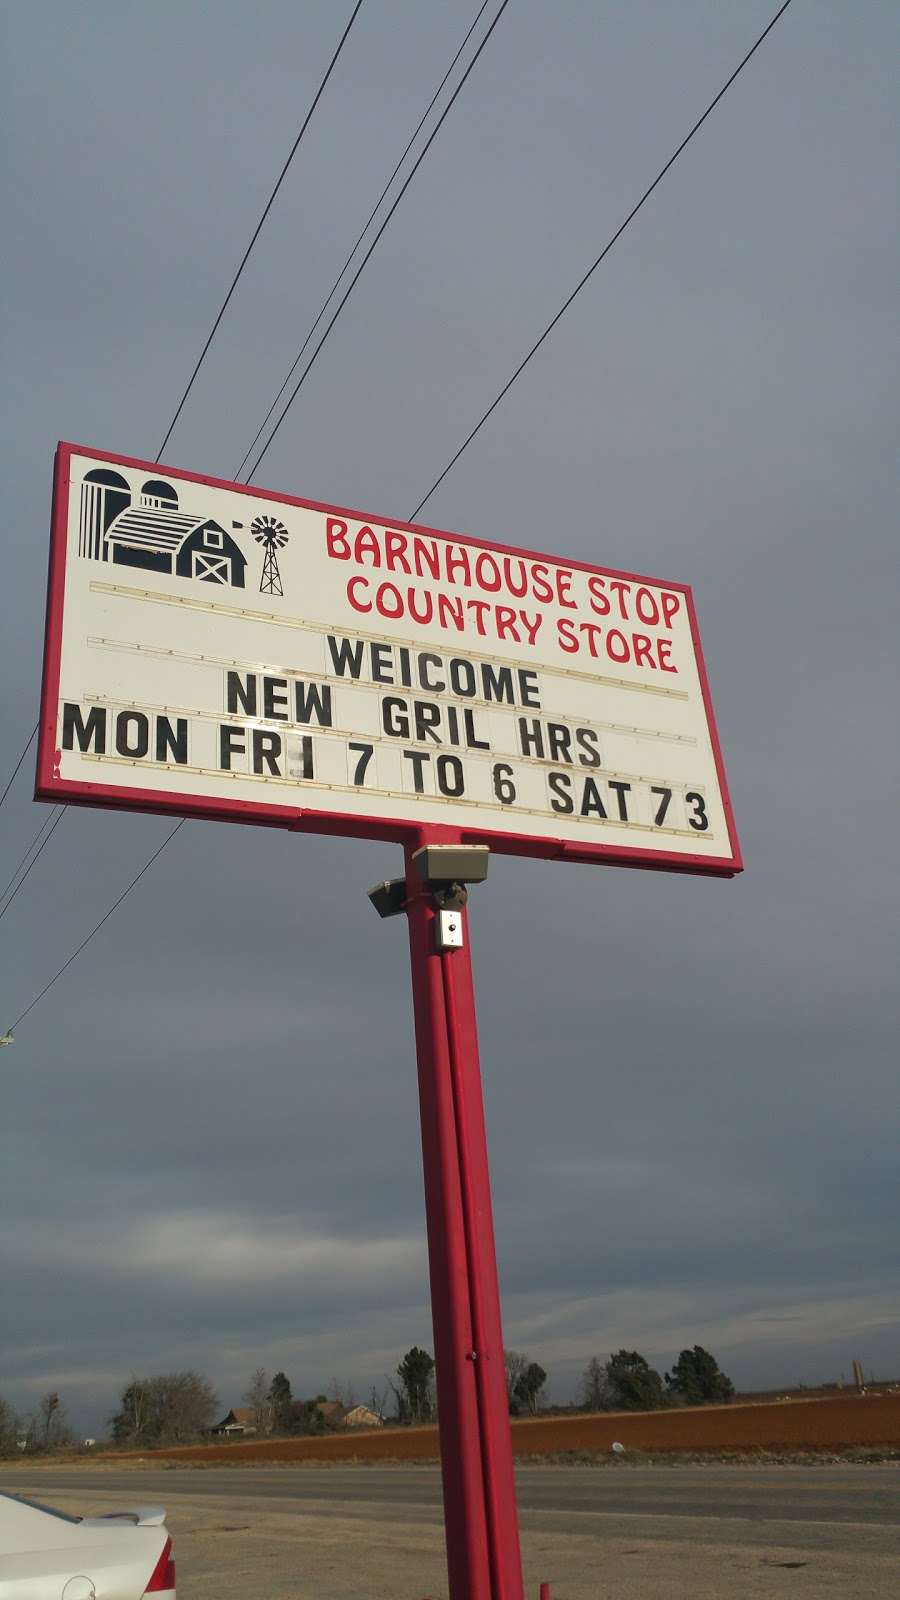 BARNHOUSE STOP
COUNTRY STORE
WEICOME
NEW GRIL HRS
MON FRI 7 TO 6 SAT 7 3